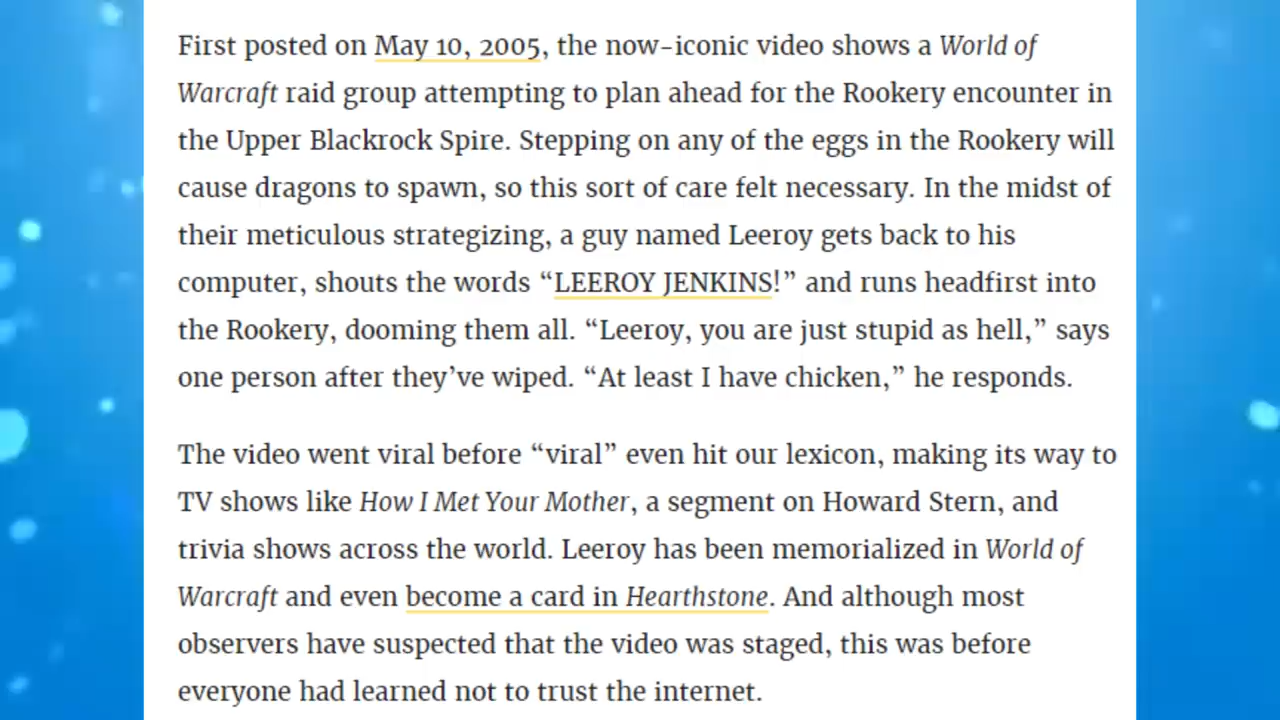 First posted on May 10, 2005, the now-iconic video shows a World of
Warcraft raid group attempting to plan ahead for the Rookery encounter in
the Upper Blackrock Spire. Stepping on any of the eggs in the Rookery will
cause dragons to spawn, so this sort of care felt necessary. In the midst of
their meticulous strategizing, a guy named Leeroy gets back to his
computer, shouts the words “LEEROY JENKINS!” and runs headfirst into
the Rookery, dooming them all. “Leeroy, you are just stupid as hell,” says
one person after they’ve wiped. “At least I have chicken,” he responds.
The video went viral before “viral” even hit our lexicon, making its way to
TV shows like How I Met Your Mother, a segment on Howard Stern, and
trivia shows across the world. Leeroy has been memorialized in World of
Warcraft and even become a card in Hearthstone. And although most
observers have suspected that the video was staged, this was before
everyone had learned not to trust the internet.